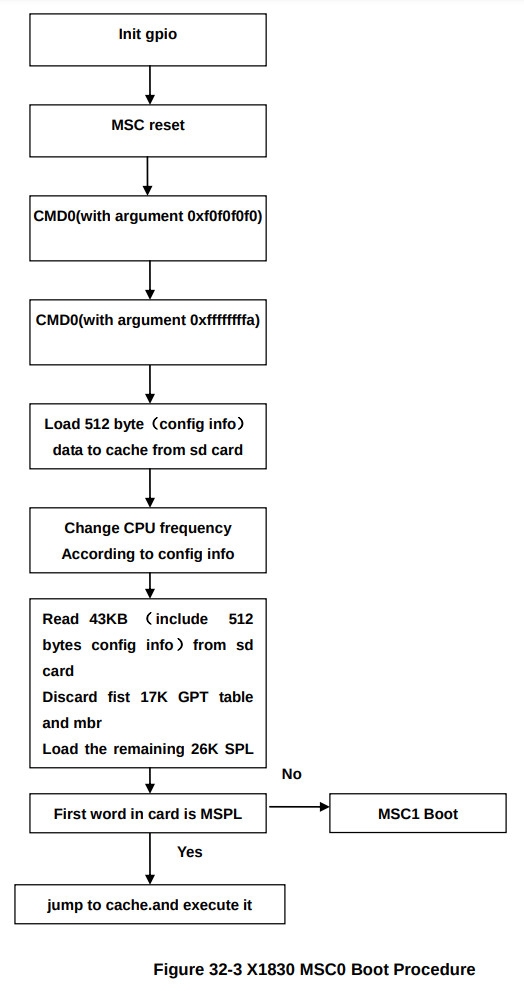 Init gpio
MSC reset
CMD0(with argument 0xf0f0f0f0)
CMD0(with argument 0xffffffffa)
Load 512 byte（config info）
data to cache from sd card
Change CPU frequency
According to config info
Read 43KB （include 512
bytes config info）from sd
card
Discard fist 17K GPT table
and mbr
Load the remaining 26K SPL
No
First word in card is MSPL
MSC1 Boot
Yes
jump to cache.and execute it
Figure 32-3 X1830 MSC0 Boot Procedure